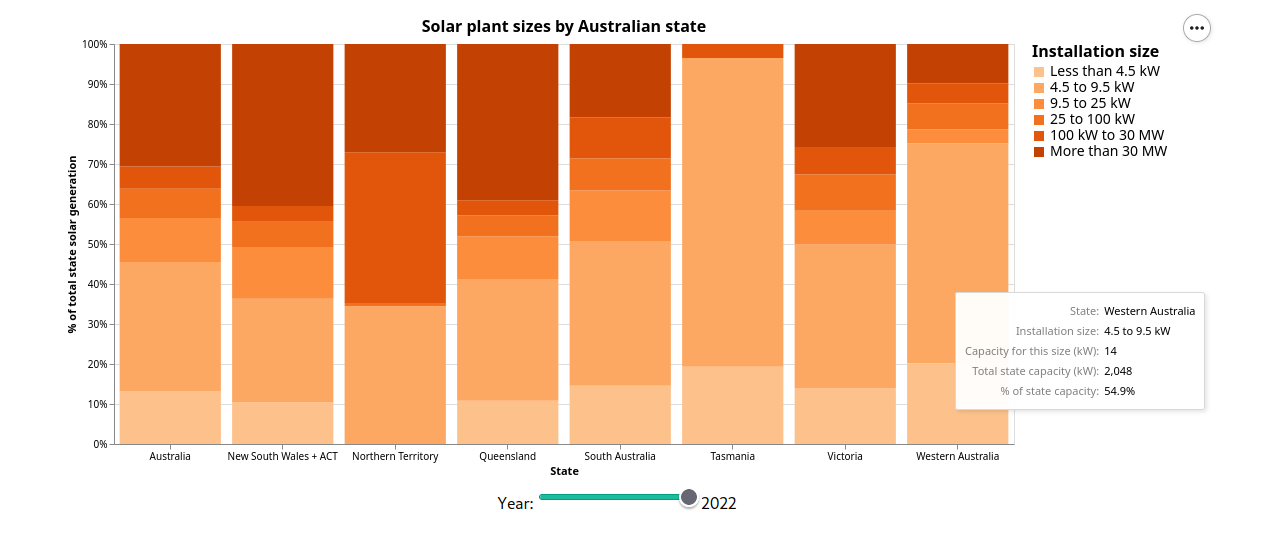 Solar plant sizes by Australian state
•••
Installation size
Less than 4.5 kW
4.5 to 9.5 kW
9.5 to 25 kW
25 to 100 kW
100 kW to 30 MW
More than 30 MW
% of total state solar generation
100%
90%
80%
70%
60%
50%
40%
30%
20%
10%
0%
State: Western Australia
Installation size: 4.5 to 9.5 kW
Capacity for this size (kW): 14
Total state capacity (kW): 2,048
% of state capacity: 54.9%
Australia New South Wales + ACT Northern Territory Queensland South Australia Tasmania Victoria Western Australia
State
Year: 2022